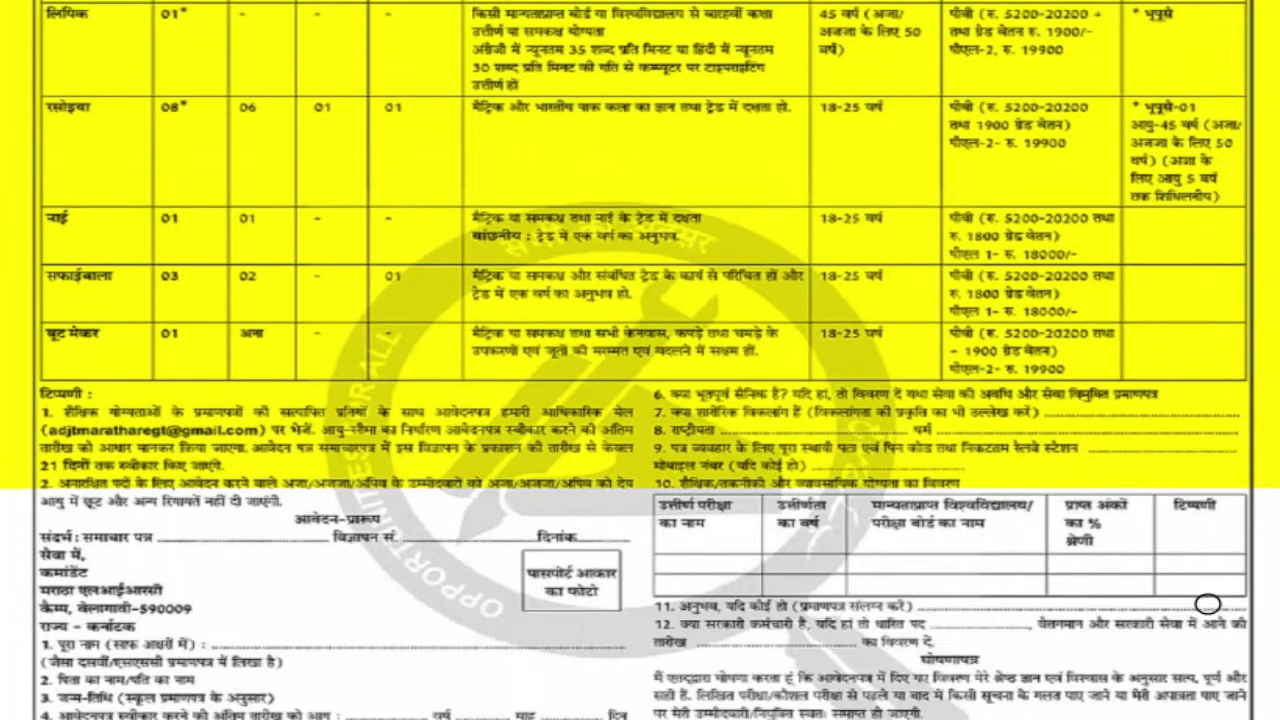 लिपिक 01* - - - किसी मान्यताप्राप्त बोर्ड या विश्वविद्यालय से बारहवीं कक्षा 45 वर्ष (अजा/ पीबी (रु. 5200-20200 + * भूपूसै
उत्तीर्ण या समकक्ष योग्यता अजजा के लिए 50 तथा ग्रेड वेतन रु. 1900/-
अंग्रेजी में न्यूनतम 35 शब्द प्रति मिनट या हिंदी में न्यूनतम वर्ष) पीएल-2, रु. 19900
30 शब्द प्रति मिनट की गति से कम्प्यूटर पर टाइपराइटिंग
उत्तीर्ण हों
रसोइया 08* 06 01 01 मैट्रिक और भारतीय पाक कला का ज्ञान तथा ट्रेड में दक्षता हो. 18-25 वर्ष पीबी (रु. 5200-20200 * भूपूसै-01
तथा 1900 ग्रेड वेतन) आयु-45 वर्ष (अजा/
पीएल-2- रु. 19900 अजजा के लिए 50
वर्ष) (अशा के
लिए आयु 5 वर्ष
तक शिथिलनीय)
नाई 01 01 - - मैट्रिक या समकक्ष तथा नाई के ट्रेड में दक्षता 18-25 वर्ष पीबी (रु. 5200-20200 तथा
वांछनीय : ट्रेड में एक वर्ष का अनुभव. रु. 1800 ग्रेड वेतन)
पीएल 1- रु. 18000/-
सफाईवाला 03 02 - 01 मैट्रिक या समकक्ष और संबंधित ट्रेड के कार्य से परिचित हों और 18-25 वर्ष पीबी (रु. 5200-20200 तथा
ट्रेड में एक वर्ष का अनुभव हो. रु. 1800 ग्रेड वेतन)
पीएल 1- रु. 18000/-
बूट मेकर 01 अना - - मैट्रिक या समकक्ष तथा सभी केनवास, कपड़े तथा चमड़े के 18-25 वर्ष पीबी (रु. 5200-20200 तथा
उपकरणों एवं जूतों की मरम्मत एवं बदलने में सक्षम हों. - 1900 ग्रेड वेतन)
पीएल-2- रु. 19900
टिप्पणी :
1. शैक्षिक योग्यताओं के प्रमाणपत्रों की सत्यापित प्रतियों के साथ आवेदनपत्र हमारी आधिकारिक मेल
(adjtmaratharegt@gmail.com) पर भेजें. आयु-सीमा का निर्धारण आवेदनपत्र स्वीकार करने की अंतिम
तारीख को आधार मानकर किया जाएगा. आवेदन पत्र समाचारपत्र में इस विज्ञापन के प्रकाशन की तारीख से केवल
21 दिनों तक स्वीकार किए जाएंगे.
2. अनारक्षित पदों के लिए आवेदन करने वाले अजा/अजजा/अपिव के उम्मीदवारों को अजा/अजजा/अपिव को देय
आयु में छूट और अन्य रियायतें नहीं दी जाएंगी.
आवेदन-प्रारूप
संदर्भ : समाचार पत्र ........ विज्ञापन सं. ........ दिनांक........
सेवा में,
कमांडेंट
मराठा एलआईआरसी
कैम्प, बेलागावी-590009
राज्य - कर्नाटक
पासपोर्ट आकार
का फोटो
1. पूरा नाम (साफ अक्षरों में) : ........
(जैसा दसवीं/एसएससी प्रमाणपत्र में लिखा है)
2. पिता का नाम/पति का नाम
3. जन्म-तिथि (स्कूल प्रमाणपत्र के अनुसार)
4. आवेदनपत्र स्वीकार करने की अंतिम तारीख को आयु : ........ वर्ष ........ माह ........ दिन
6. क्या भूतपूर्व सैनिक है? यदि हां, तो विवरण दें यथा सेवा की अवधि और सेवा विमुक्ति प्रमाणपत्र
7. क्या शारीरिक विकलांग हैं (विकलांगता की प्रकृति का भी उल्लेख करें) ........
8. राष्ट्रीयता ........ धर्म ........
9. पत्र व्यवहार के लिए पूरा स्थायी पता एवं पिन कोड तथा निकटतम रेलवे स्टेशन ........
मोबाइल नंबर (यदि कोई हो) ........
10. शैक्षिक/तकनीकी और व्यावसायिक योग्यता का विवरण
उत्तीर्ण परीक्षा उत्तीर्णता मान्यताप्राप्त विश्वविद्यालय/ प्राप्त अंकों टिप्पणी
का नाम का वर्ष परीक्षा बोर्ड का नाम का %
श्रेणी
11. अनुभव, यदि कोई हो (प्रमाणपत्र संलग्न करें) ........
12. क्या सरकारी कर्मचारी हैं, यदि हां तो धारित पद ........, वेतनमान और सरकारी सेवा में आने की
तारीख ........ का विवरण दें.
घोषणापत्र
मैं एतद्द्वारा घोषणा करता हूं कि आवेदनपत्र में दिए गए विवरण मेरे श्रेष्ठ ज्ञान एवं विश्वास के अनुसार सत्य, पूर्ण और
सही हैं. लिखित परीक्षा/कौशल परीक्षा से पहले या बाद में किसी सूचना के गलत पाए जाने या मेरी अपात्रता पाए जाने
पर मेरी उम्मीदवारी/नियुक्ति स्वतः समाप्त हो जाएगी.